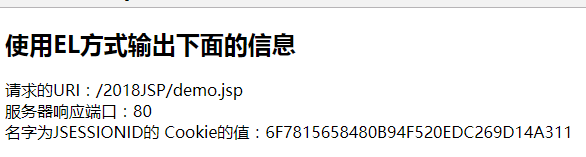 使用EL方式输出下面的信息
请求的URI：/2018JSP/demo.jsp
服务器响应端口：80
名字为JSESSIONID的 Cookie的值：6F7815658480B94F520EDC269D14A311